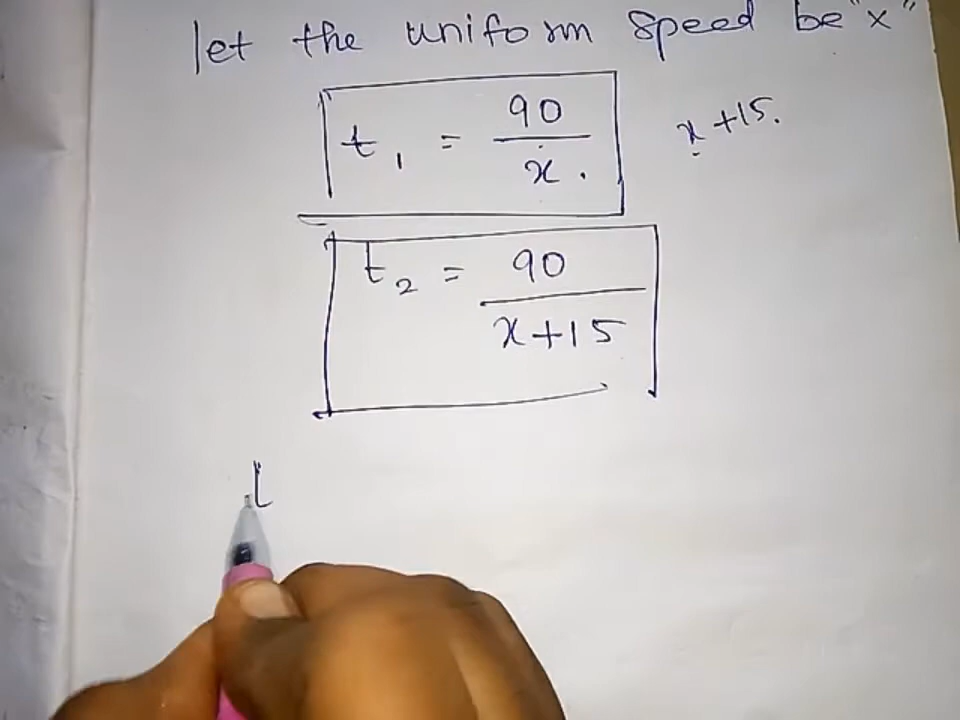 let the uniform speed be "x"
t₁ = 90/x.
x+15.
t₂ = 90/x+15
t